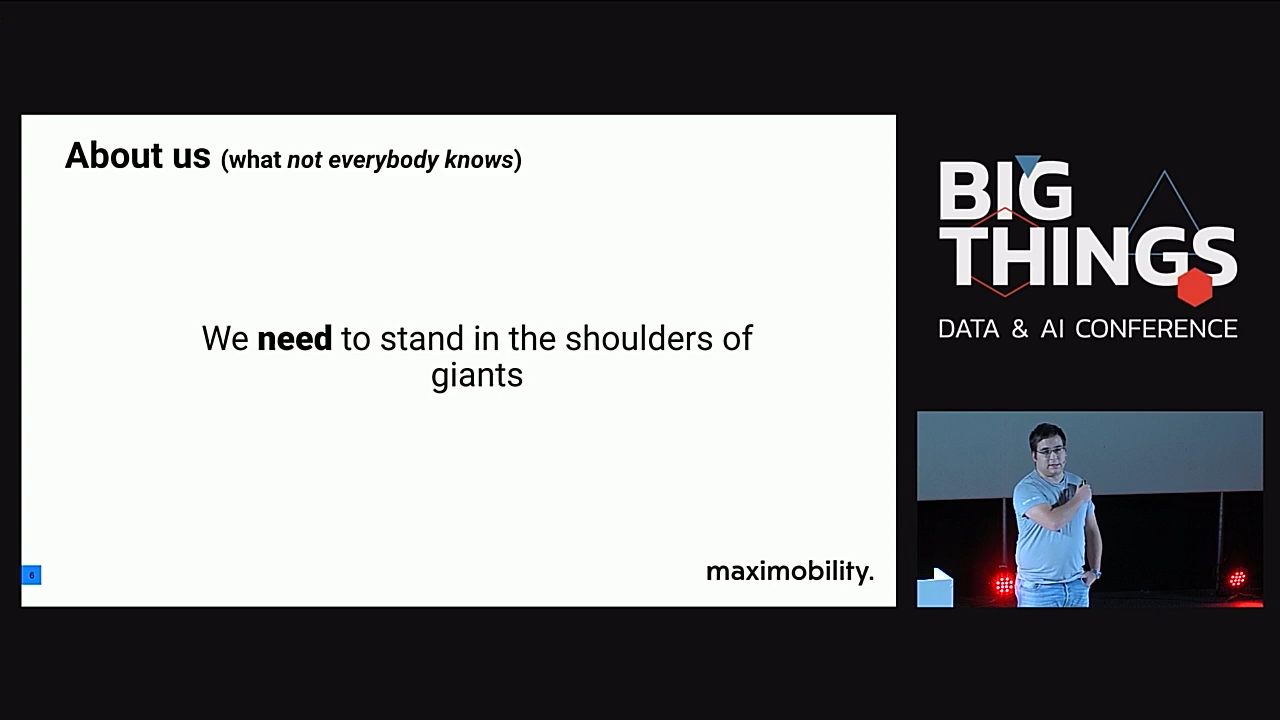 About us (what not everybody knows)
We need to stand in the shoulders of
giants
6
maximobility.
BIG
THINGS
DATA & AI CONFERENCE